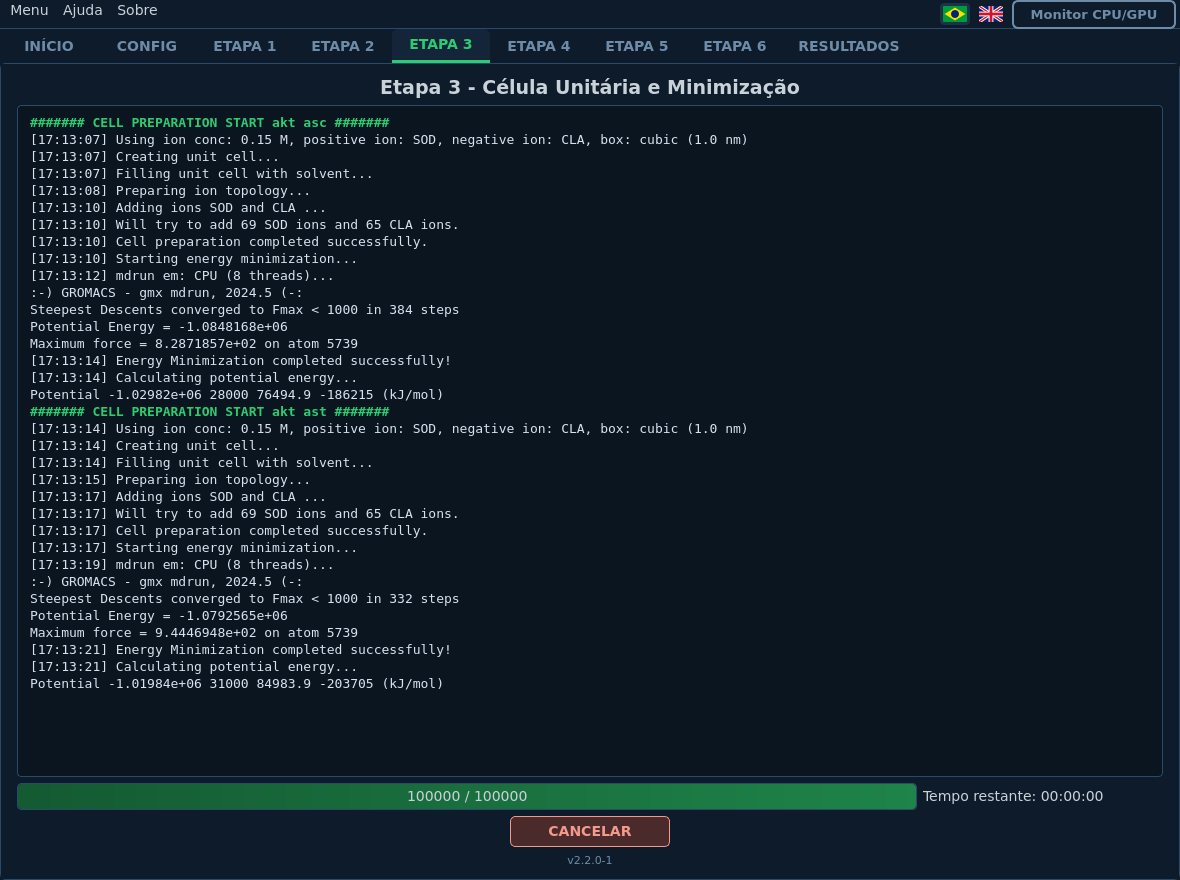 Menu Ajuda Sobre
Monitor CPU/GPU
INÍCIO CONFIG ETAPA 1 ETAPA 2 ETAPA 3 ETAPA 4 ETAPA 5 ETAPA 6 RESULTADOS
Etapa 3 - Célula Unitária e Minimização
####### CELL PREPARATION START akt asc #######
[17:13:07] Using ion conc: 0.15 M, positive ion: SOD, negative ion: CLA, box: cubic (1.0 nm)
[17:13:07] Creating unit cell...
[17:13:07] Filling unit cell with solvent...
[17:13:08] Preparing ion topology...
[17:13:10] Adding ions SOD and CLA ...
[17:13:10] Will try to add 69 SOD ions and 65 CLA ions.
[17:13:10] Cell preparation completed successfully.
[17:13:10] Starting energy minimization...
[17:13:12] mdrun em: CPU (8 threads)...
:-) GROMACS - gmx mdrun, 2024.5 (-:
Steepest Descents converged to Fmax < 1000 in 384 steps
Potential Energy = -1.0848168e+06
Maximum force = 8.2871857e+02 on atom 5739
[17:13:14] Energy Minimization completed successfully!
[17:13:14] Calculating potential energy...
Potential -1.02982e+06 28000 76494.9 -186215 (kJ/mol)
####### CELL PREPARATION START akt ast #######
[17:13:14] Using ion conc: 0.15 M, positive ion: SOD, negative ion: CLA, box: cubic (1.0 nm)
[17:13:14] Creating unit cell...
[17:13:14] Filling unit cell with solvent...
[17:13:15] Preparing ion topology...
[17:13:17] Adding ions SOD and CLA ...
[17:13:17] Will try to add 69 SOD ions and 65 CLA ions.
[17:13:17] Cell preparation completed successfully.
[17:13:17] Starting energy minimization...
[17:13:19] mdrun em: CPU (8 threads)...
:-) GROMACS - gmx mdrun, 2024.5 (-:
Steepest Descents converged to Fmax < 1000 in 332 steps
Potential Energy = -1.0792565e+06
Maximum force = 9.4446948e+02 on atom 5739
[17:13:21] Energy Minimization completed successfully!
[17:13:21] Calculating potential energy...
Potential -1.01984e+06 31000 84983.9 -203705 (kJ/mol)
100000 / 100000 Tempo restante: 00:00:00
CANCELAR
v2.2.0-1